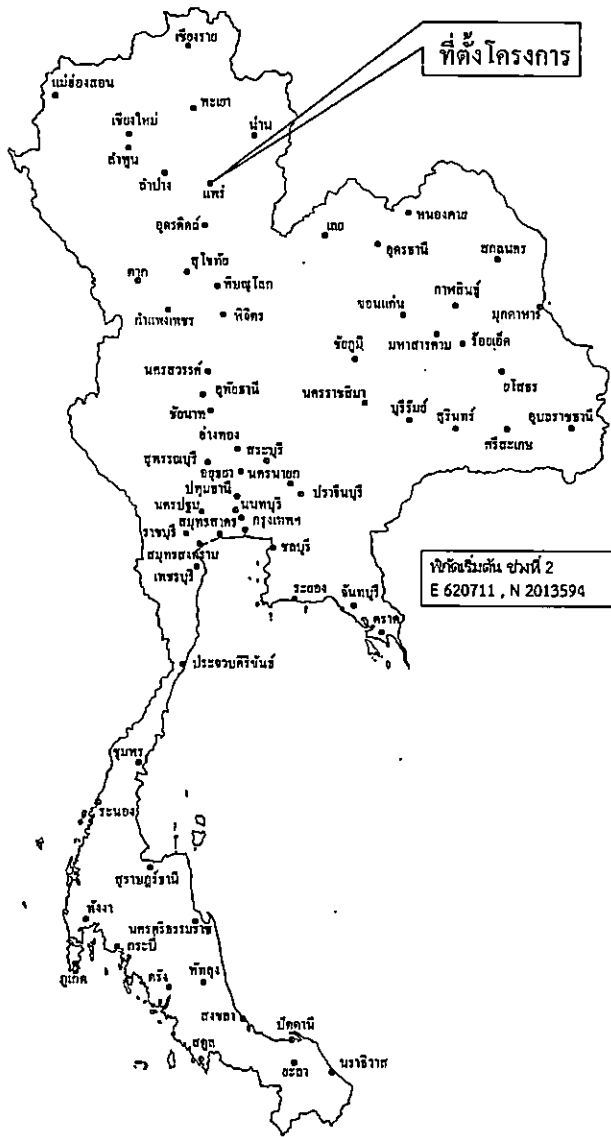 เชียงราย
ที่ตั้งโครงการ
แม่ฮ่องสอน
พะเยา
เชียงใหม่
น่าน
ลำพูน
ลำปาง
แพร่
อุตรดิตถ์
เลย
หนองคาย
อุดรธานี
สกลนคร
สุโขทัย
ตาก
พิษณุโลก
กาฬสินธุ์
ขอนแก่น
มุกดาหาร
กำแพงเพชร
พิจิตร
มหาสารคาม
ร้อยเอ็ด
ชัยภูมิ
นครสวรรค์
ยโสธร
อุทัยธานี
นครราชสีมา
ชัยนาท
บุรีรัมย์
สุรินทร์
อุบลราชธานี
ศรีสะเกษ
อ่างทอง
สระบุรี
สุพรรณบุรี
อยุธยา
นครนายก
ปทุมธานี
ปราจีนบุรี
นครปฐม
นนทบุรี
สมุทรสาคร
กรุงเทพฯ
ราชบุรี
สมุทรสงคราม
ชลบุรี
เพชรบุรี
พิกัดเริ่มต้น ช่วงที่ 2
E 620711 , N 2013594
ระยอง
จันทบุรี
ตราด
ประจวบคิรีขันธ์
ชุมพร
ระนอง
สุราษฎร์ธานี
พังงา
นครศรีธรรมราช
กระบี่
ภูเก็ต
ตรัง
พัทลุง
สงขลา
ปัตตานี
สตูล
ยะลา
นราธิวาส